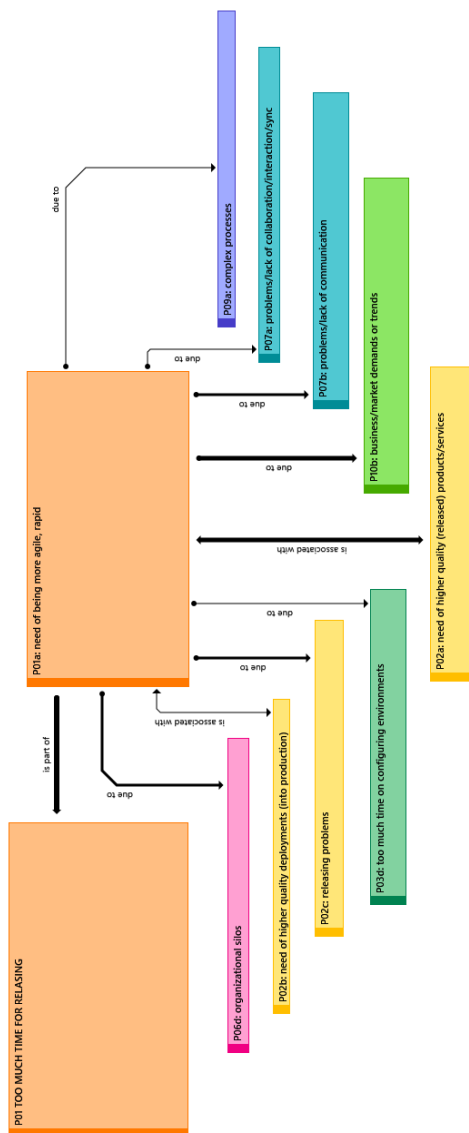 P01 TOO MUCH TIME FOR RELASING
is part of
P01a: need of being more agile, rapid
due to
P09a: complex processes
due to
P07a: problems/lack of collaboration/interaction/sync
due to
P07b: problems/lack of communication
due to
P10b: business/market demands or trends
is associated with
P02a: need of higher quality (released) products/services
due to
P03d: too much time on configuring environments
due to
P02c: releasing problems
is associated with
P02b: need of higher quality deployments (into production)
due to
P06d: organizational silos